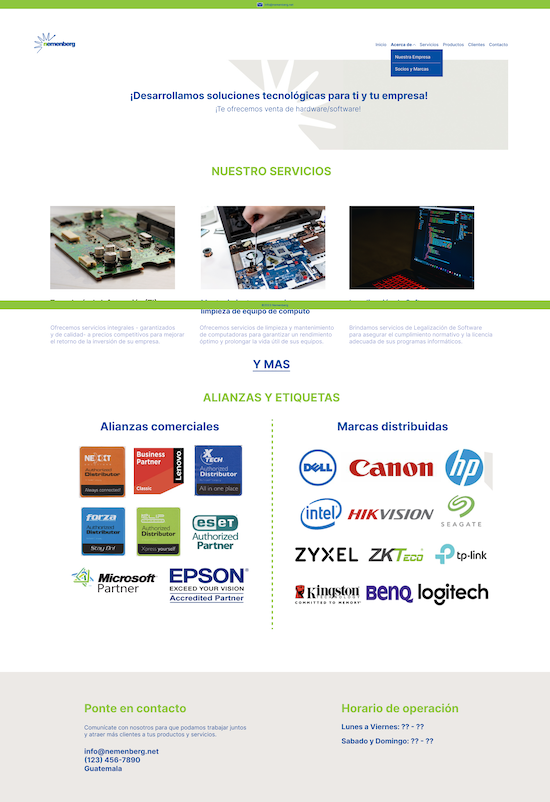 info@nemenberg.net
nemenberg
Inicio Acerca de Servicios Productos Clientes Contacto
Nuestra Empresa
Socios y Marcas
¡Desarrollamos soluciones tecnológicas para ti y tu empresa!
¡Te ofrecemos venta de hardware/software!
NUESTRO SERVICIOS
limpieza de equipo de computo
Ofrecemos servicios integrales - garantizados
y de calidad- a precios competitivos para mejorar
el retorno de la inversión de su empresa.
Ofrecemos servicios de limpieza y mantenimiento
de computadoras para garantizar un rendimiento
óptimo y prolongar la vida útil de sus equipos.
Brindamos servicios de Legalización de Software
para asegurar el cumplimiento normativo y la licencia
adecuada de sus programas informáticos.
Y MAS
ALIANZAS Y ETIQUETAS
Alianzas comerciales
NEXXT
Authorized
Distributor
Always connected!
Business
Partner
Classic
Lenovo
XTECH
Authorized
Distributor
All in one place
forza
Authorized
Distributor
Stay On!
Authorized
Distributor
Xpress yourself
eseT
Authorized
Partner
Microsoft
Partner
EPSON
EXCEED YOUR VISION
Authorized Partner
Marcas distribuidas
DELL
Canon
hp
intel
HIKVISION
SEAGATE
ZYXEL
ZKTeco
tp-link
Kingston
TECHNOLOGY
COMMITTED TO MEMORY
BenQ
logitech
Ponte en contacto
Comunícate con nosotros para que podamos trabajar juntos
y atraer más clientes a tus productos y servicios.
info@nemenberg.net
(123) 456-7890
Guatemala
Horario de operación
Lunes a Viernes: ?? - ??
Sabado y Domingo: ?? - ??